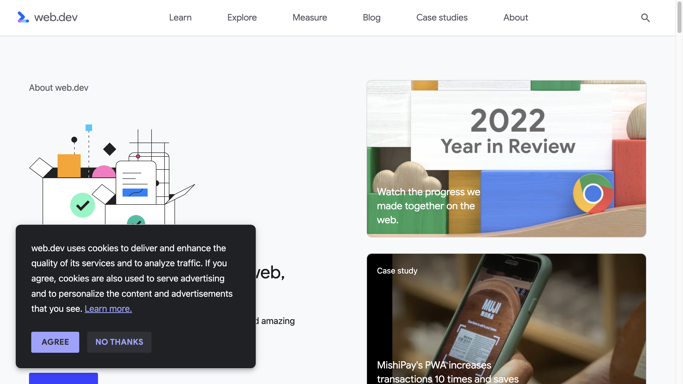 web.dev
Learn
Explore
Measure
Blog
Case studies
About
About web.dev
2022
Year in Review
Watch the progress we
made together on the
web.
web.dev uses cookies to deliver and enhance the
quality of its services and to analyze traffic. If you
agree, cookies are also used to serve advertising
and to personalize the content and advertisements
that you see. Learn more.
AGREE
NO THANKS
web,
d amazing
Case study
MUJI
MishiPay's PWA increases
transactions 10 times and saves